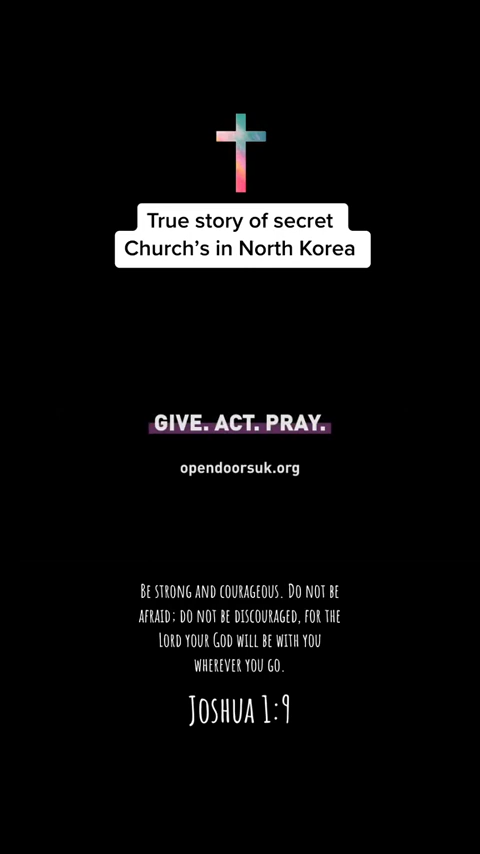 True story of secret
Church's in North Korea
GIVE. ACT. PRAY.
opendoorsuk.org
Be strong and courageous. Do not be
afraid; do not be discouraged, for the
Lord your God will be with you
wherever you go.
Joshua 1:9